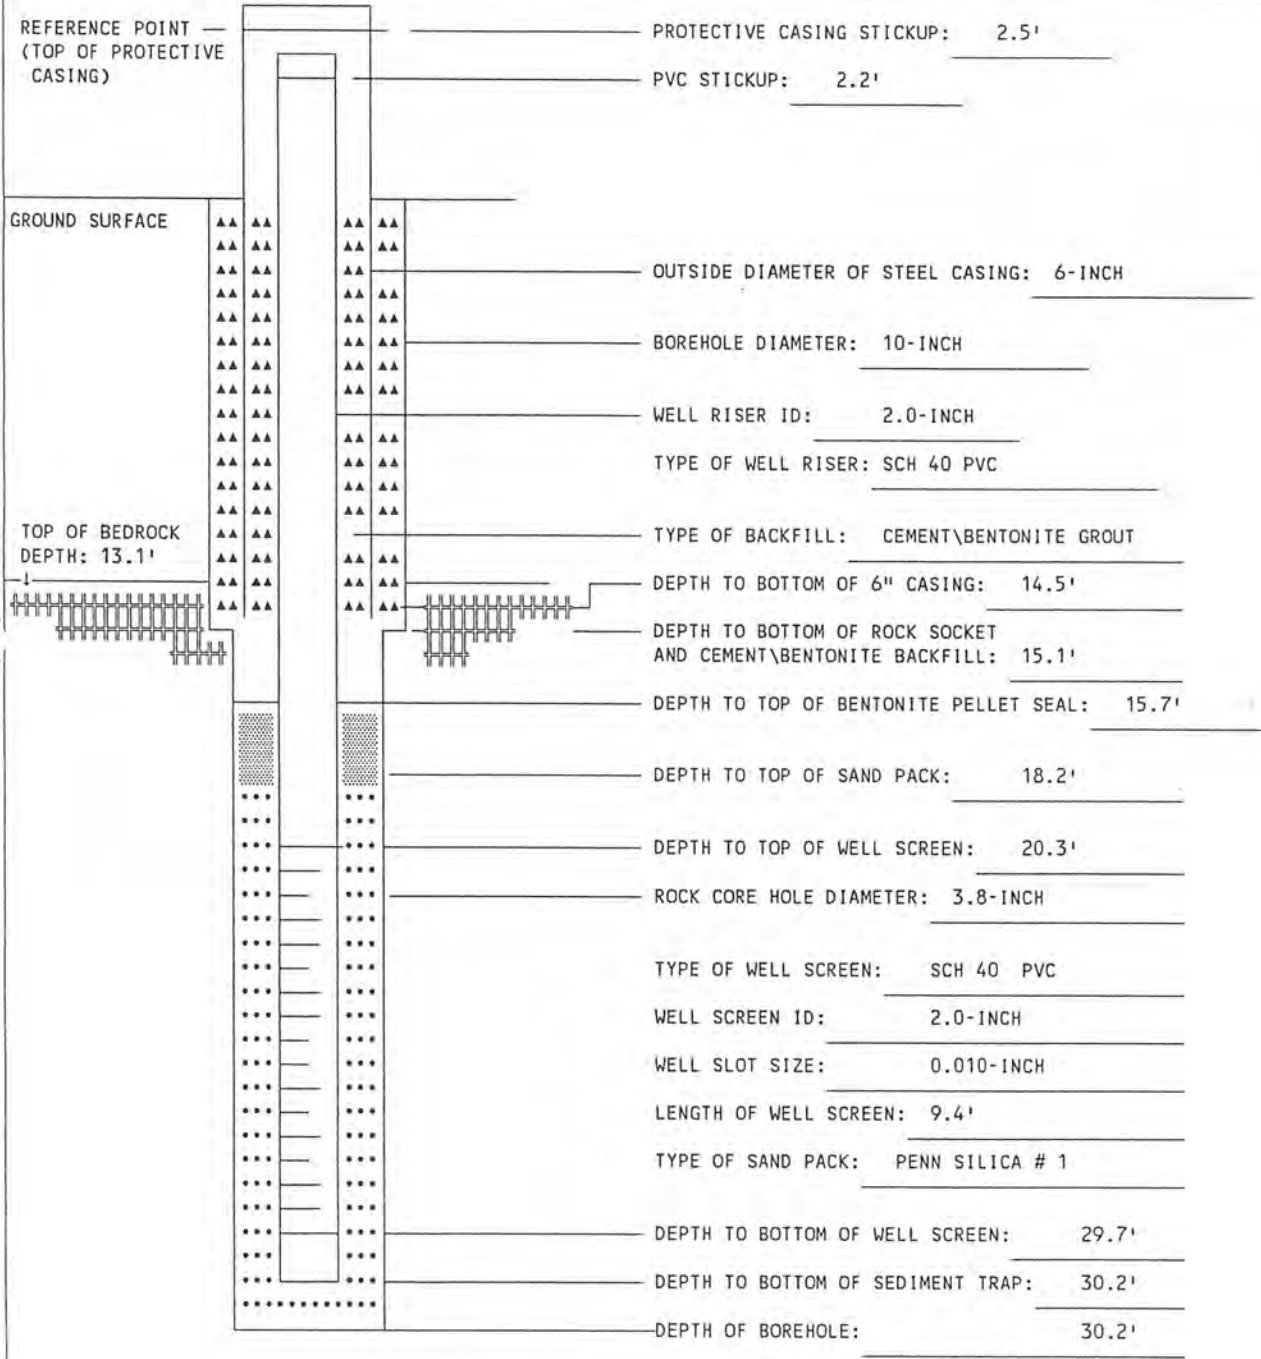 REFERENCE POINT
(TOP OF PROTECTIVE
CASING)
PROTECTIVE CASING STICKUP: 2.5'
PVC STICKUP: 2.2'
GROUND SURFACE
OUTSIDE DIAMETER OF STEEL CASING: 6-INCH
BOREHOLE DIAMETER: 10-INCH
WELL RISER ID: 2.0-INCH
TYPE OF WELL RISER: SCH 40 PVC
TOP OF BEDROCK
DEPTH: 13.1'
TYPE OF BACKFILL: CEMENT\BENTONITE GROUT
DEPTH TO BOTTOM OF 6" CASING: 14.5'
DEPTH TO BOTTOM OF ROCK SOCKET
AND CEMENT\BENTONITE BACKFILL: 15.1'
DEPTH TO TOP OF BENTONITE PELLET SEAL: 15.7'
DEPTH TO TOP OF SAND PACK: 18.2'
DEPTH TO TOP OF WELL SCREEN: 20.3'
ROCK CORE HOLE DIAMETER: 3.8-INCH
TYPE OF WELL SCREEN: SCH 40 PVC
WELL SCREEN ID: 2.0-INCH
WELL SLOT SIZE: 0.010-INCH
LENGTH OF WELL SCREEN: 9.4'
TYPE OF SAND PACK: PENN SILICA # 1
DEPTH TO BOTTOM OF WELL SCREEN: 29.7'
DEPTH TO BOTTOM OF SEDIMENT TRAP: 30.2'
DEPTH OF BOREHOLE: 30.2'